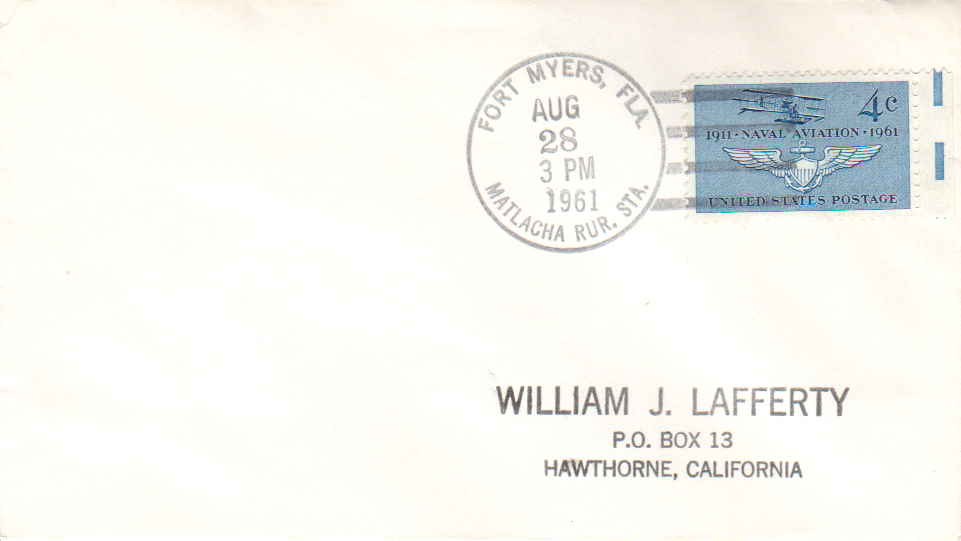 FORT MYERS, FLA.
AUG
28
3 PM
1961
MATLACHA RUR. STA.
4c
1911 · NAVAL AVIATION · 1961
UNITED STATES POSTAGE
WILLIAM J. LAFFERTY
P.O. BOX 13
HAWTHORNE, CALIFORNIA